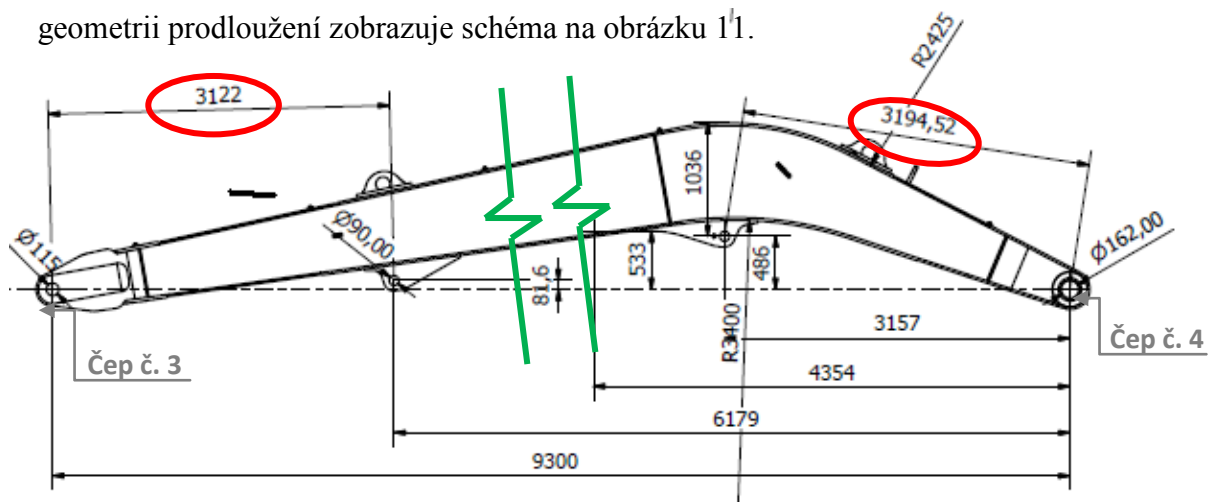 geometrii prodloužení zobrazuje schéma na obrázku 11.
3122
R2425
3194,52
1036
Ø115
Ø90,00
Ø162,00
533
486
81,6
R3400
3157
Čep č. 3
Čep č. 4
4354
6179
9300